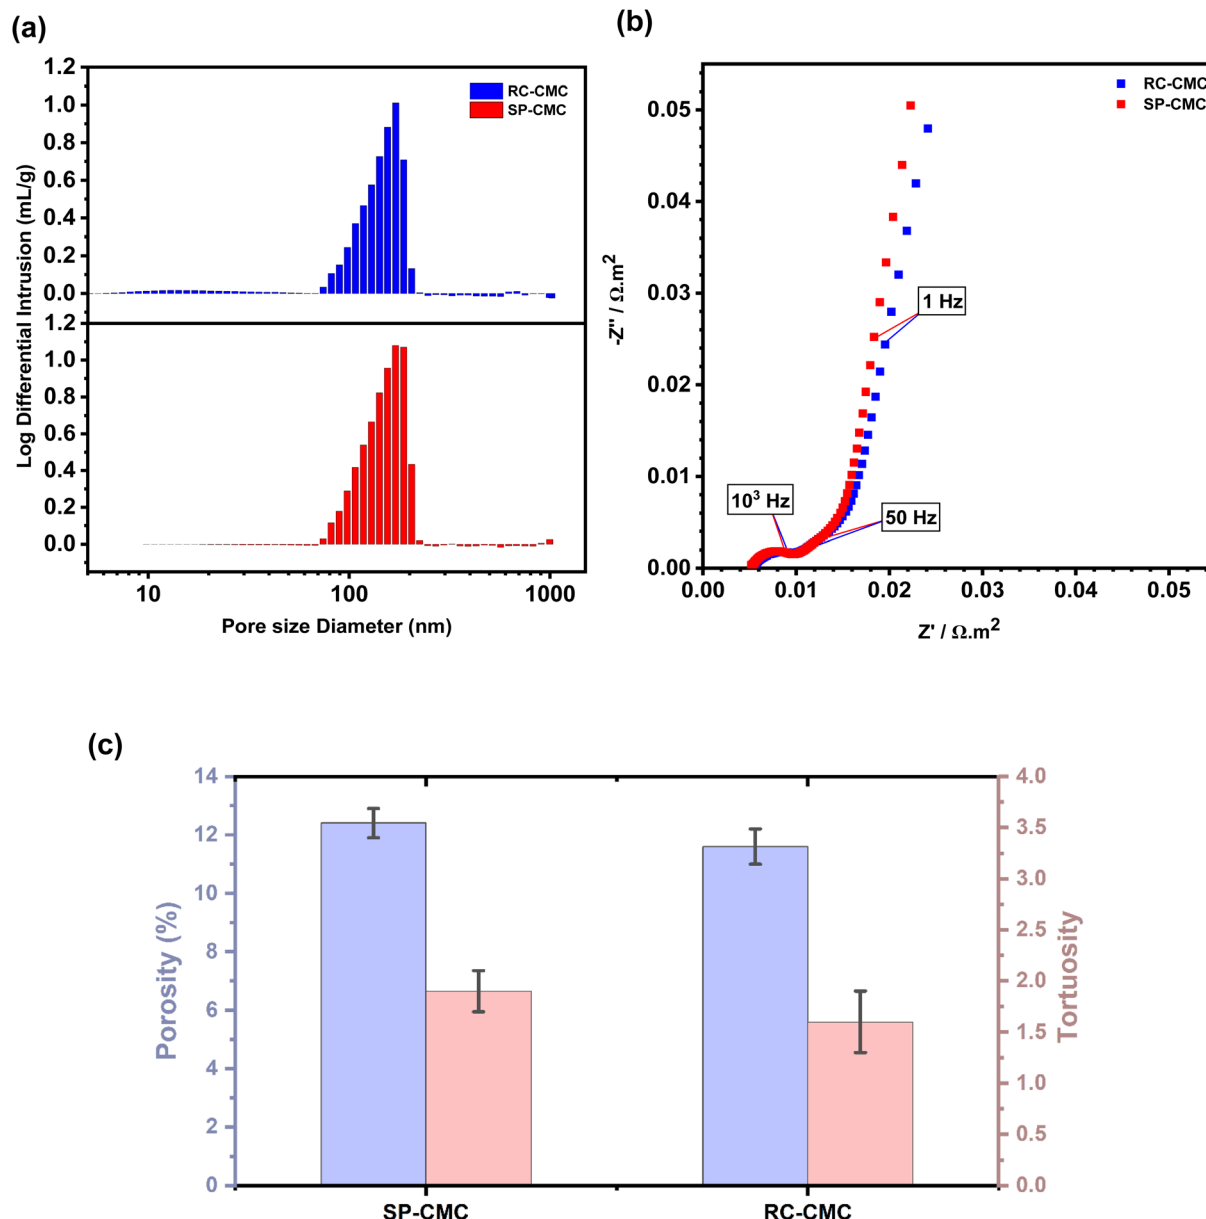 (a)
1.2
1.0
0.8
0.6
0.4
0.2
0.0
1.2
1.0
0.8
0.6
0.4
0.2
0.0
Log Differential Intrusion (mL/g)
RC-CMC
SP-CMC
10
100
1000
Pore size Diameter (nm)
(b)
0.05
0.04
0.03
0.02
0.01
0.00
-Z'' / Ω.m²
RC-CMC
SP-CMC
1 Hz
10³ Hz
50 Hz
0.00
0.01
0.02
0.03
0.04
0.05
Z' / Ω.m²
(c)
14
12
10
8
6
4
2
0
Porosity (%)
4.0
3.5
3.0
2.5
2.0
1.5
1.0
0.5
0.0
Tortuosity
SP-CMC
RC-CMC